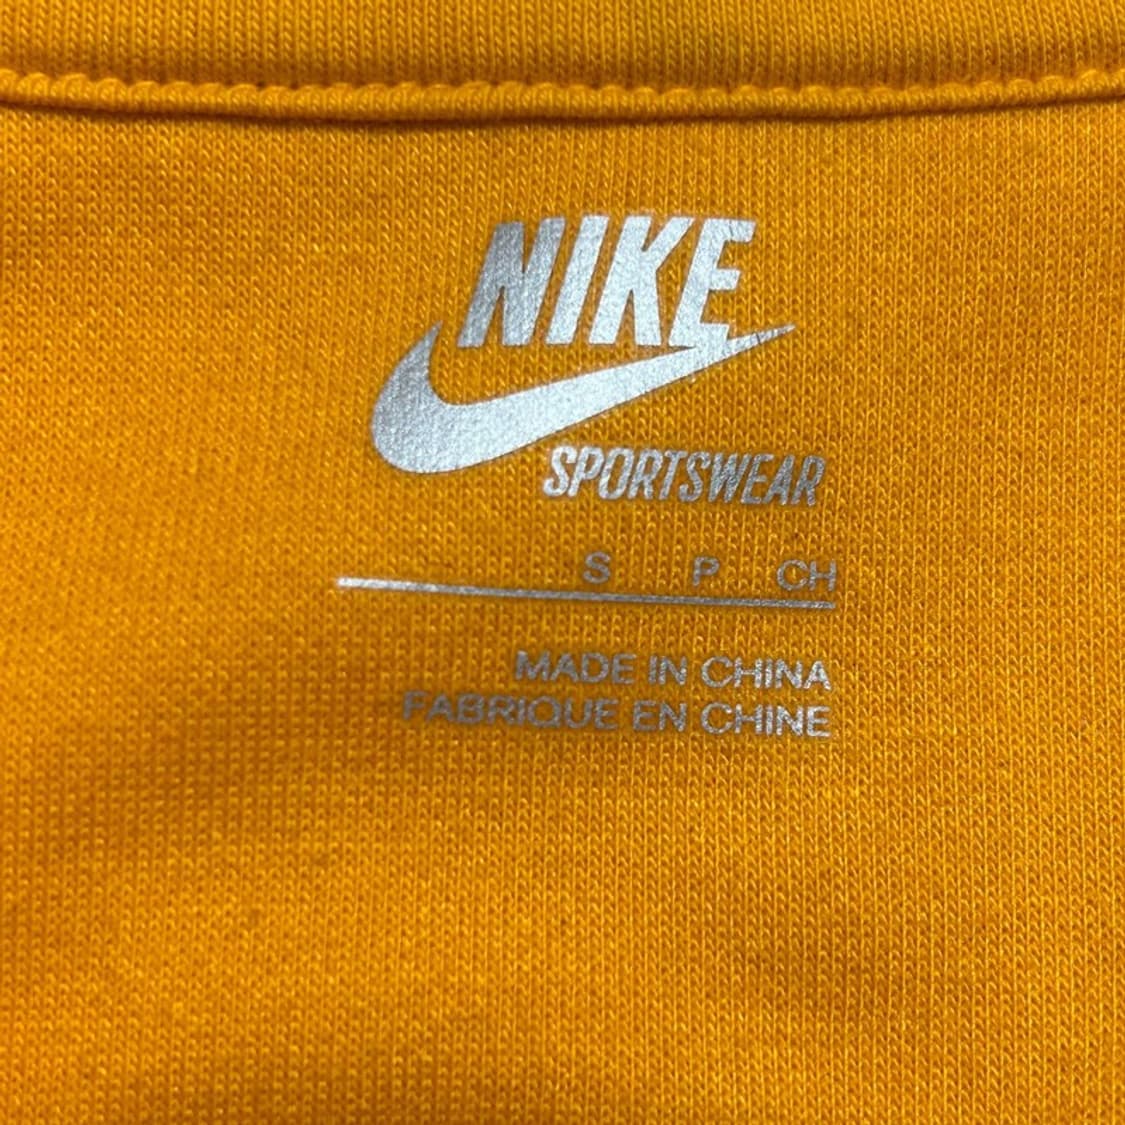 NIKE
SPORTSWEAR
S P CH
MADE IN CHINA
FABRIQUE EN CHINE